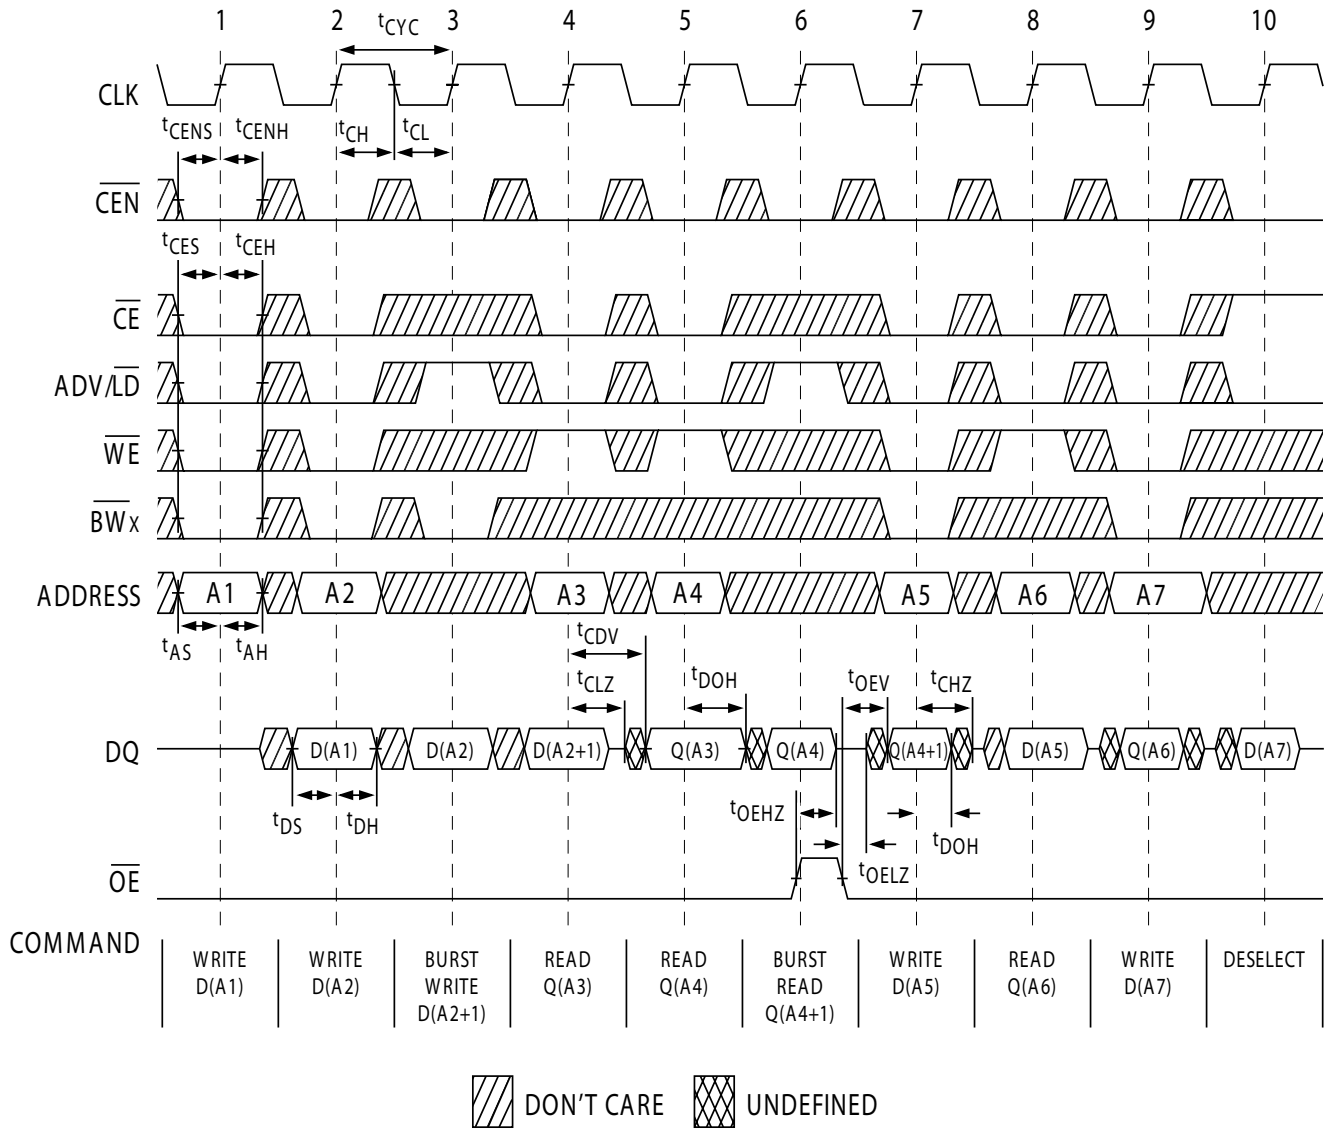 1 2 3 4 5 6 7 8 9 10
tCYC
CLK
tCENS tCENH tCH tCL
CEN
tCES tCEH
CE
ADV/LD
WE
BWx
ADDRESS A1 A2 A3 A4 A5 A6 A7
tAS tAH tCDV
tCLZ tDOH tOEV tCHZ
DQ D(A1) D(A2) D(A2+1) Q(A3) Q(A4) Q(A4+1) D(A5) Q(A6) D(A7)
tDS tDH tOEHZ tDOH
tOELZ
OE
COMMAND
WRITE WRITE BURST READ READ BURST WRITE READ WRITE DESELECT
D(A1) D(A2) WRITE Q(A3) Q(A4) READ D(A5) Q(A6) D(A7)
D(A2+1) Q(A4+1)
DON'T CARE UNDEFINED